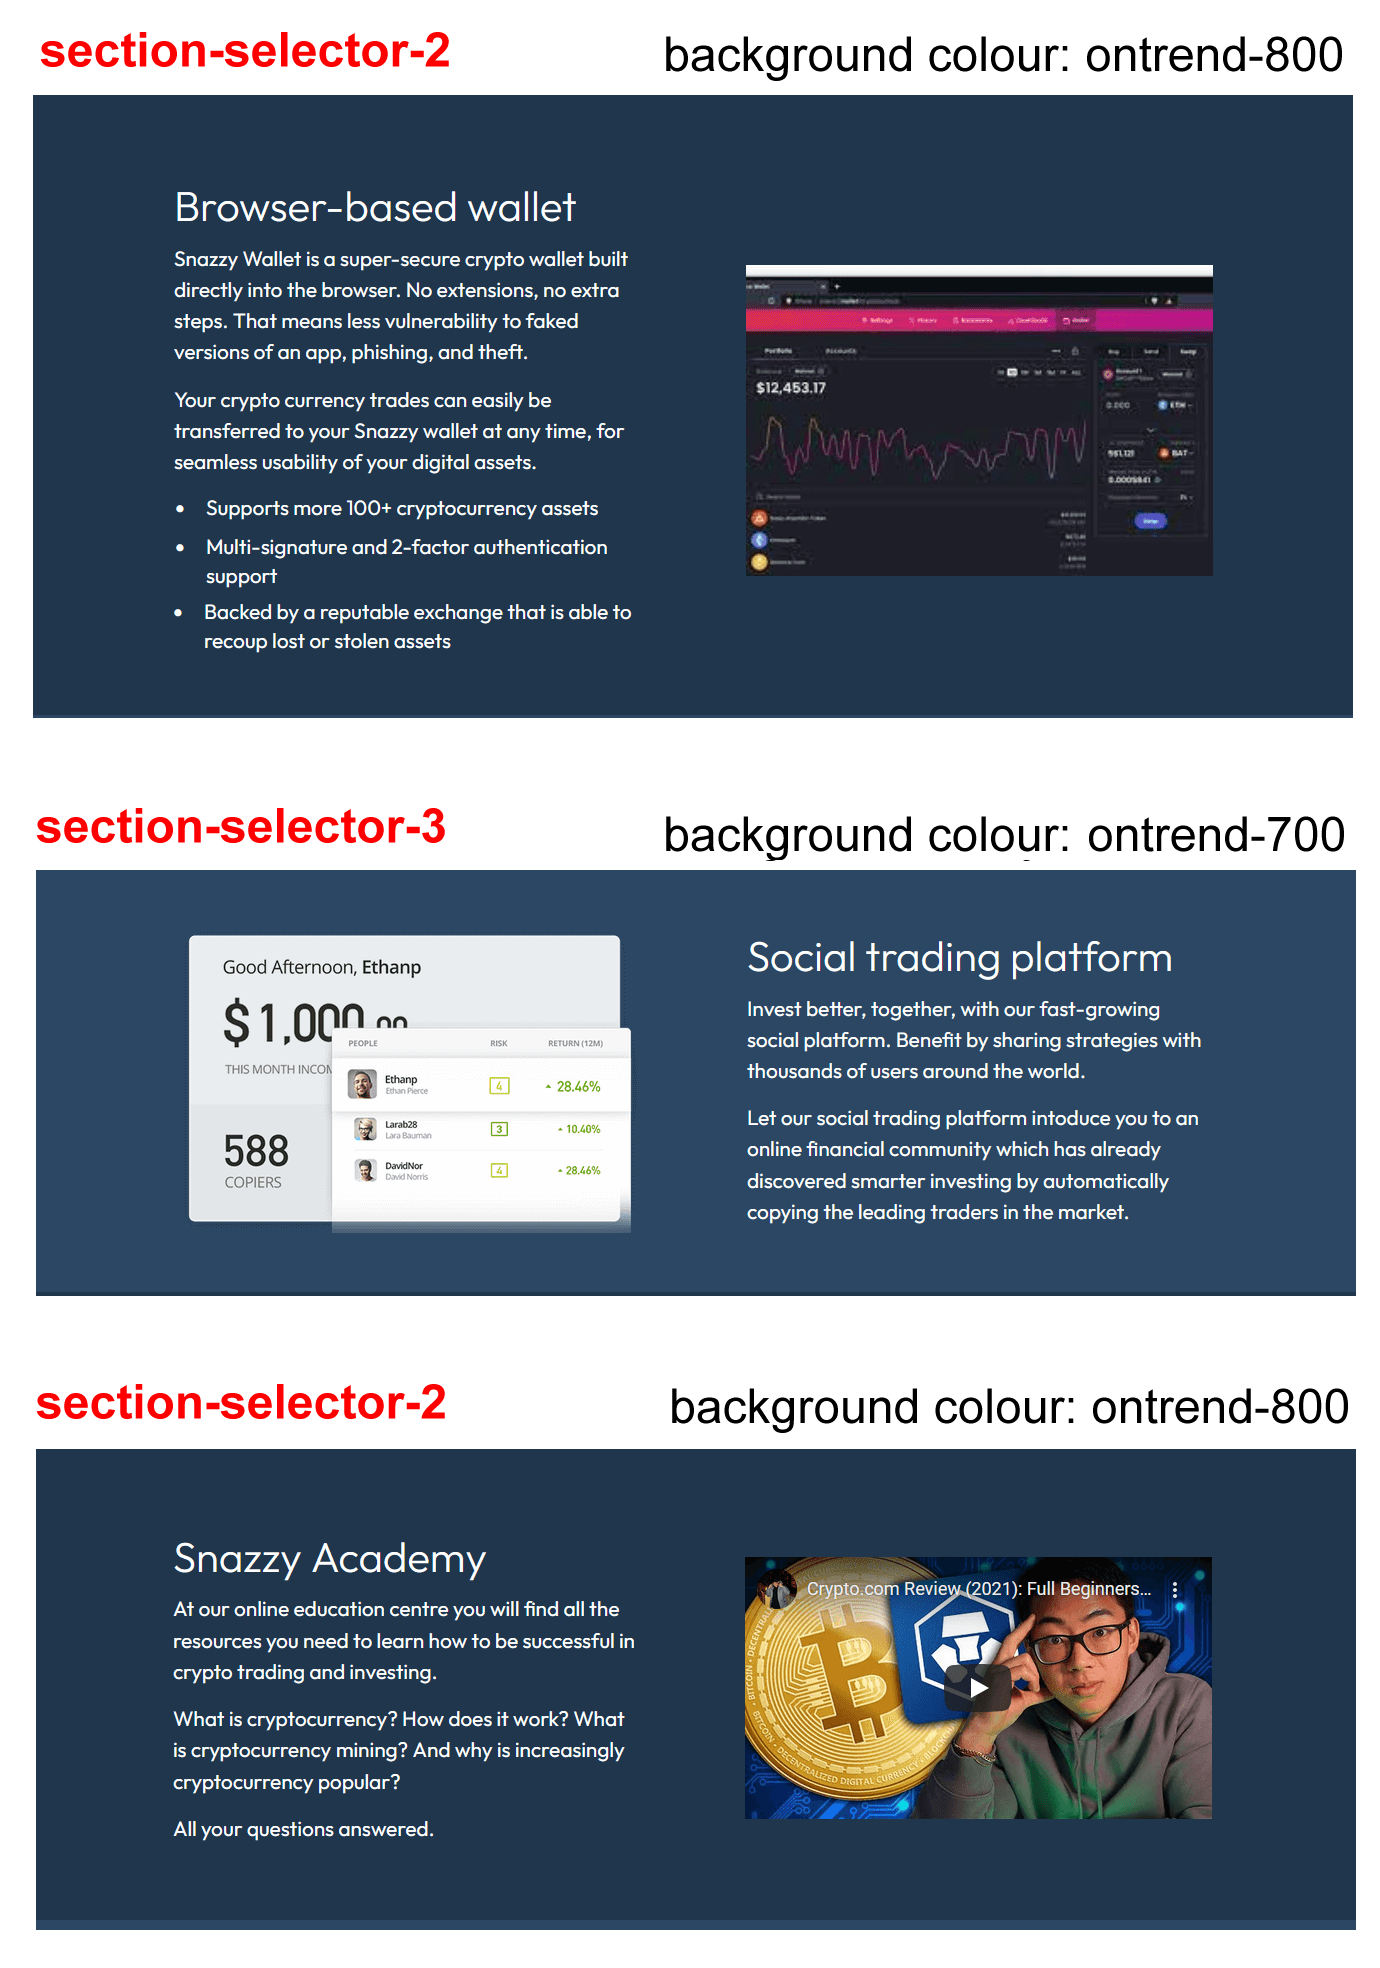 section-selector-2
background colour: ontrend-800
Browser-based wallet
Snazzy Wallet is a super-secure crypto wallet built
directly into the browser. No extensions, no extra
steps. That means less vulnerability to faked
versions of an app, phishing, and theft.
Your crypto currency trades can easily be
transferred to your Snazzy wallet at any time, for
seamless usability of your digital assets.
• Supports more 100+ cryptocurrency assets
• Multi-signature and 2-factor authentication
support
• Backed by a reputable exchange that is able to
recoup lost or stolen assets
Portfolio
$12,453.17
ETH
BAT
section-selector-3
background colour: ontrend-700
Good Afternoon, Ethanp
$1,000.00
THIS MONTH INCOM
588
COPIERS
PEOPLE RISK RETURN (12M)
Ethanp
Ethan Pierce
4
28.46%
Larab28
Lara Bauman
3
10.40%
DavidNor
David Norris
4
28.46%
Social trading platform
Invest better, together, with our fast-growing
social platform. Benefit by sharing strategies with
thousands of users around the world.
Let our social trading platform intoduce you to an
online financial community which has already
discovered smarter investing by automatically
copying the leading traders in the market.
section-selector-2
background colour: ontrend-800
Snazzy Academy
At our online education centre you will find all the
resources you need to learn how to be successful in
crypto trading and investing.
What is cryptocurrency? How does it work? What
is cryptocurrency mining? And why is increasingly
cryptocurrency popular?
All your questions answered.
Crypto.com Review (2021): Full Beginners...
BITCOIN • DECENTRALIZED DIGITAL CURRENCY